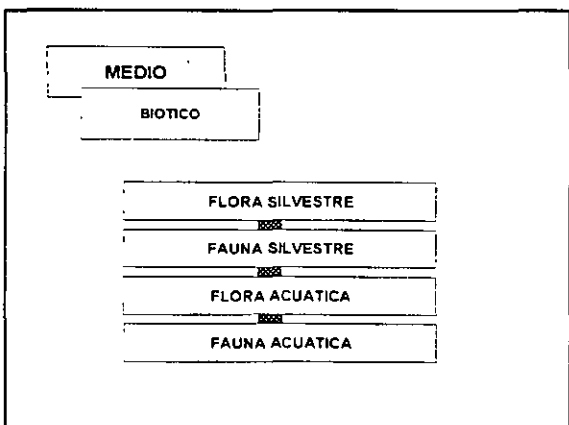 MEDIO
BIOTICO
FLORA SILVESTRE
FAUNA SILVESTRE
FLORA ACUATICA
FAUNA ACUATICA